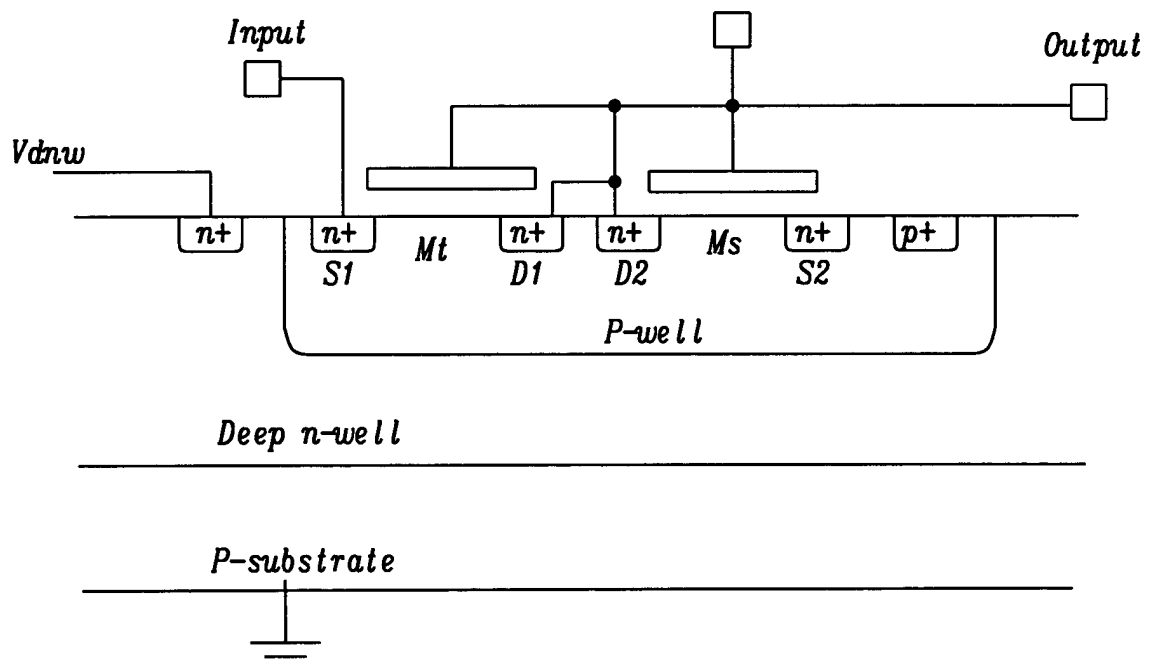 Input
Output
Vdnw
n+ n+ n+ n+ n+ p+
Mt Ms
S1 D1 D2 S2
P-well
Deep n-well
P-substrate